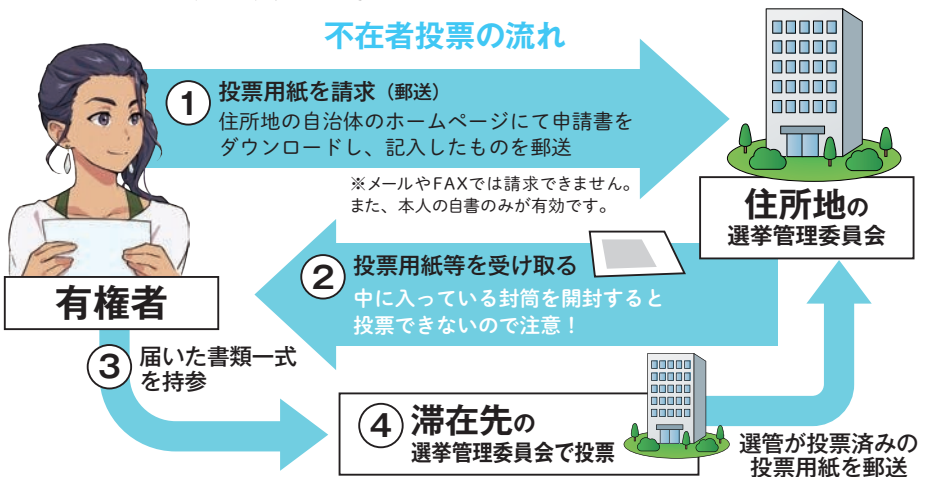 不在者投票の流れ
① 投票用紙を請求（郵送）
住所地の自治体のホームページにて申請書を
ダウンロードし、記入したものを郵送
※メールやFAXでは請求できません。
また、本人の自書のみが有効です。
住所地の
選挙管理委員会
② 投票用紙等を受け取る
中に入っている封筒を開封すると
投票できないので注意！
有権者
③ 届いた書類一式
を持参
④ 滞在先の
選挙管理委員会で投票
選管が投票済みの
投票用紙を郵送